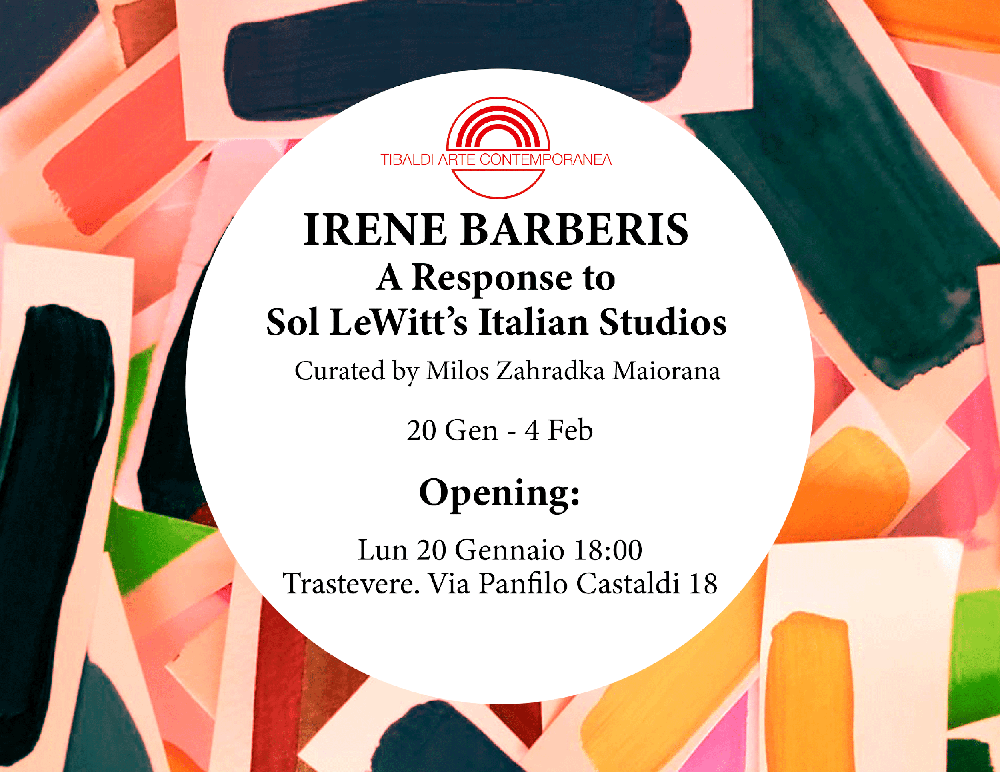 TIBALDI ARTE CONTEMPORANEA
IRENE BARBERIS
A Response to
Sol LeWitt’s Italian Studios
Curated by Milos Zahradka Maiorana
20 Gen - 4 Feb
Opening:
Lun 20 Gennaio 18:00
Trastevere. Via Panfilo Castaldi 18